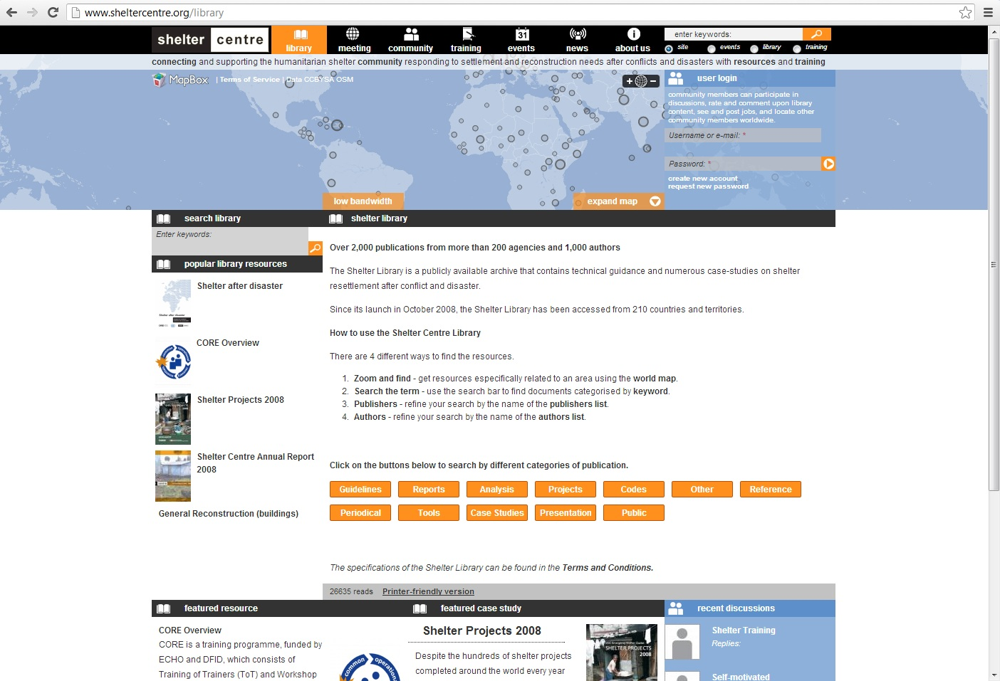 www.sheltercentre.org/library
shelter centre
library
meeting
community
training
31
events
news
about us
enter keywords:
site events library training
connecting and supporting the humanitarian shelter community responding to settlement and reconstruction needs after conflicts and disasters with resources and training
MapBox | Terms of Service | Data CCBYSA OSM
user login
community members can participate in
discussions, rate and comment upon library
content, see and post jobs, and locate other
community members worldwide.
Username or e-mail: *
Password: *
create new account
request new password
low bandwidth
expand map
search library
Enter keywords:
popular library resources
Shelter after disaster
CORE Overview
Shelter Projects 2008
Shelter Centre Annual Report
2008
General Reconstruction (buildings)
shelter library
Over 2,000 publications from more than 200 agencies and 1,000 authors
The Shelter Library is a publicly available archive that contains technical guidance and numerous case-studies on shelter
resettlement after conflict and disaster.
Since its launch in October 2008, the Shelter Library has been accessed from 210 countries and territories.
How to use the Shelter Centre Library
There are 4 different ways to find the resources.
1. Zoom and find - get resources especifically related to an area using the world map.
2. Search the term - use the search bar to find documents categorised by keyword.
3. Publishers - refine your search by the name of the publishers list.
4. Authors - refine your search by the name of the authors list.
Click on the buttons below to search by different categories of publication.
Guidelines Reports Analysis Projects Codes Other Reference
Periodical Tools Case Studies Presentation Public
The specifications of the Shelter Library can be found in the Terms and Conditions.
26635 reads Printer-friendly version
featured resource
CORE Overview
CORE is a training programme, funded by
ECHO and DFID, which consists of
Training of Trainers (ToT) and Workshop
common operational
featured case study
Shelter Projects 2008
Despite the hundreds of shelter projects
completed around the world every year
SHELTER PROJECTS
2008
recent discussions
Shelter Training
Replies:
Self-motivated